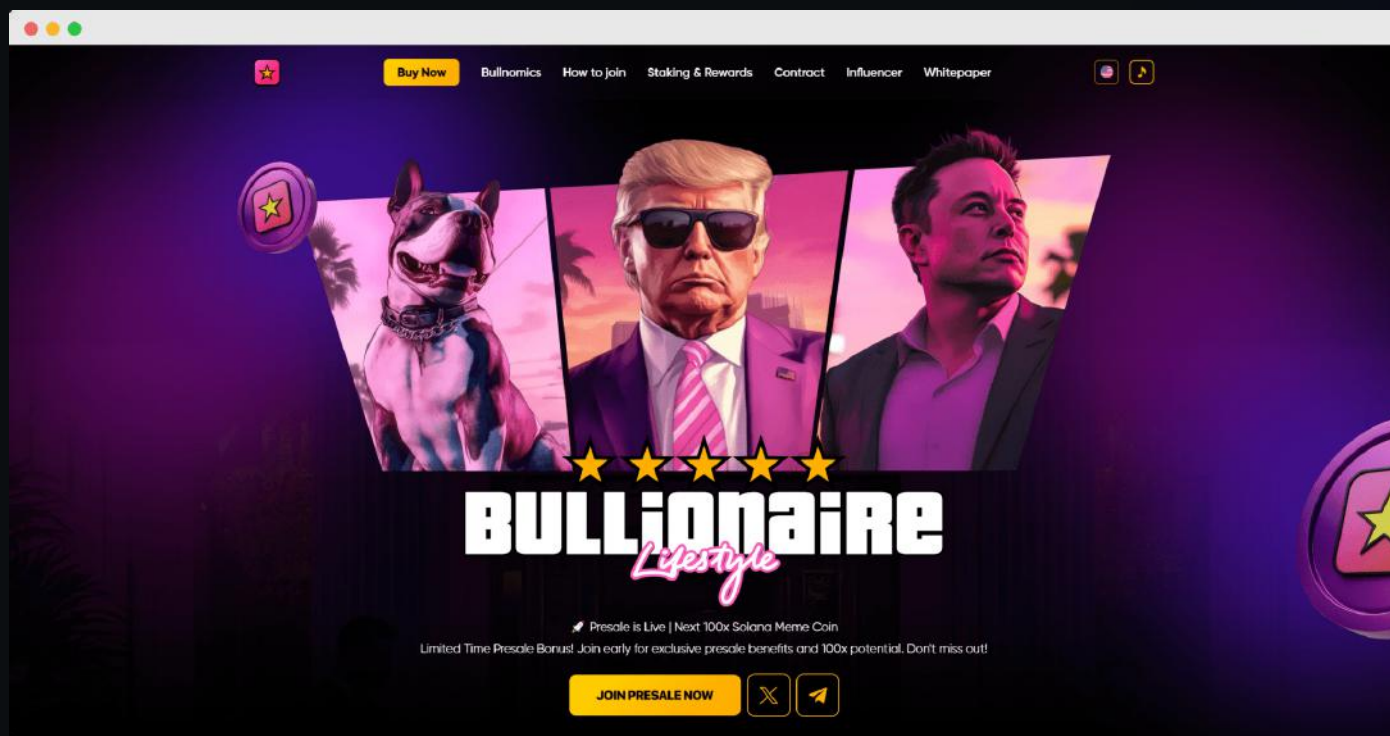 Buy Now Bullnomics How to join Staking & Rewards Contract Influencer Whitepaper
BULLIONAIRE
Lifestyle
🚀 Presale is Live | Next 100x Solana Meme Coin
Limited Time Presale Bonus! Join early for exclusive presale benefits and 100x potential. Don't miss out!
JOIN PRESALE NOW